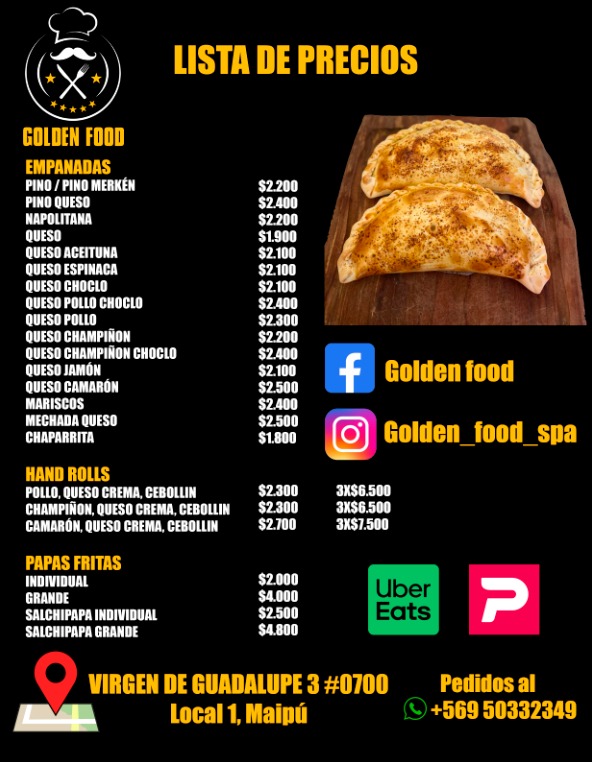 LISTA DE PRECIOS
GOLDEN FOOD
EMPANADAS
PINO / PINO MERKÉN $2.200
PINO QUESO $2.400
NAPOLITANA $2.200
QUESO $1.900
QUESO ACEITUNA $2.100
QUESO ESPINACA $2.100
QUESO CHOCLO $2.100
QUESO POLLO CHOCLO $2.400
QUESO POLLO $2.300
QUESO CHAMPIÑON $2.200
QUESO CHAMPIÑON CHOCLO $2.400
QUESO JAMÓN $2.100
QUESO CAMARÓN $2.500
MARISCOS $2.400
MECHADA QUESO $2.500
CHAPARRITA $1.800
Golden food
Golden_food_spa
HAND ROLLS
POLLO, QUESO CREMA, CEBOLLIN $2.300 3X$6.500
CHAMPIÑON, QUESO CREMA, CEBOLLIN $2.300 3X$6.500
CAMARÓN, QUESO CREMA, CEBOLLIN $2.700 3X$7.500
PAPAS FRITAS
INDIVIDUAL $2.000
GRANDE $4.000
SALCHIPAPA INDIVIDUAL $2.500
SALCHIPAPA GRANDE $4.800
Uber
Eats
VIRGEN DE GUADALUPE 3 #0700
Local 1, Maipú
Pedidos al
+569 50332349